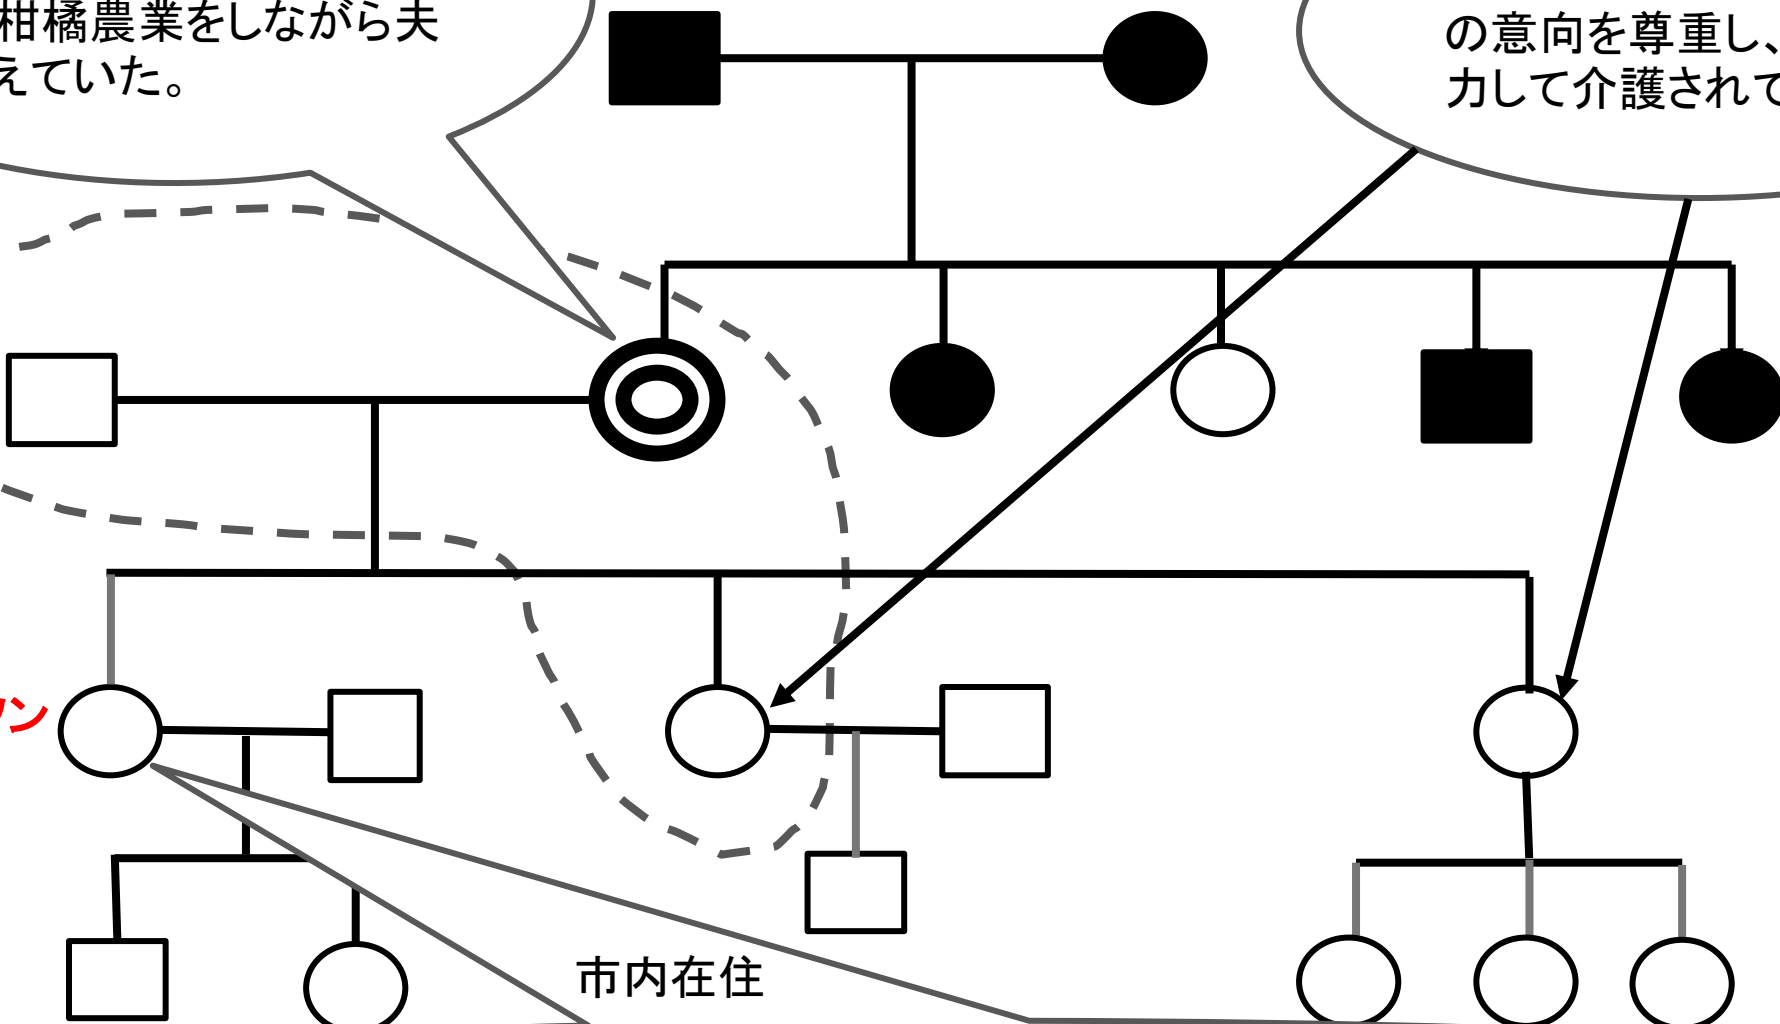 柑橘農業をしながら夫
えていた。
の意向を尊重し、
力して介護されて
ン
市内在住